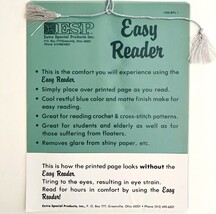 ESP
Extra Special Products Inc.
Easy
Reader
• This is the comfort you will experience using the
Easy Reader.
• Simply place over printed page as you read.
• Cool restful blue color and matte finish make for
easy reading.
• Great for reading crochet & cross-stitch patterns.
• Great for students and elderly as well as for
those suffering from floaters.
• Removes glare from shiny paper, etc.
This is how the printed page looks without the
Easy Reader.
Tiring to the eyes, resulting in eye strain.
Read for hours in comfort by using the Easy
Reader!
Extra Special Products, Inc., P. O. Box 777, Greenville, Ohio 45331